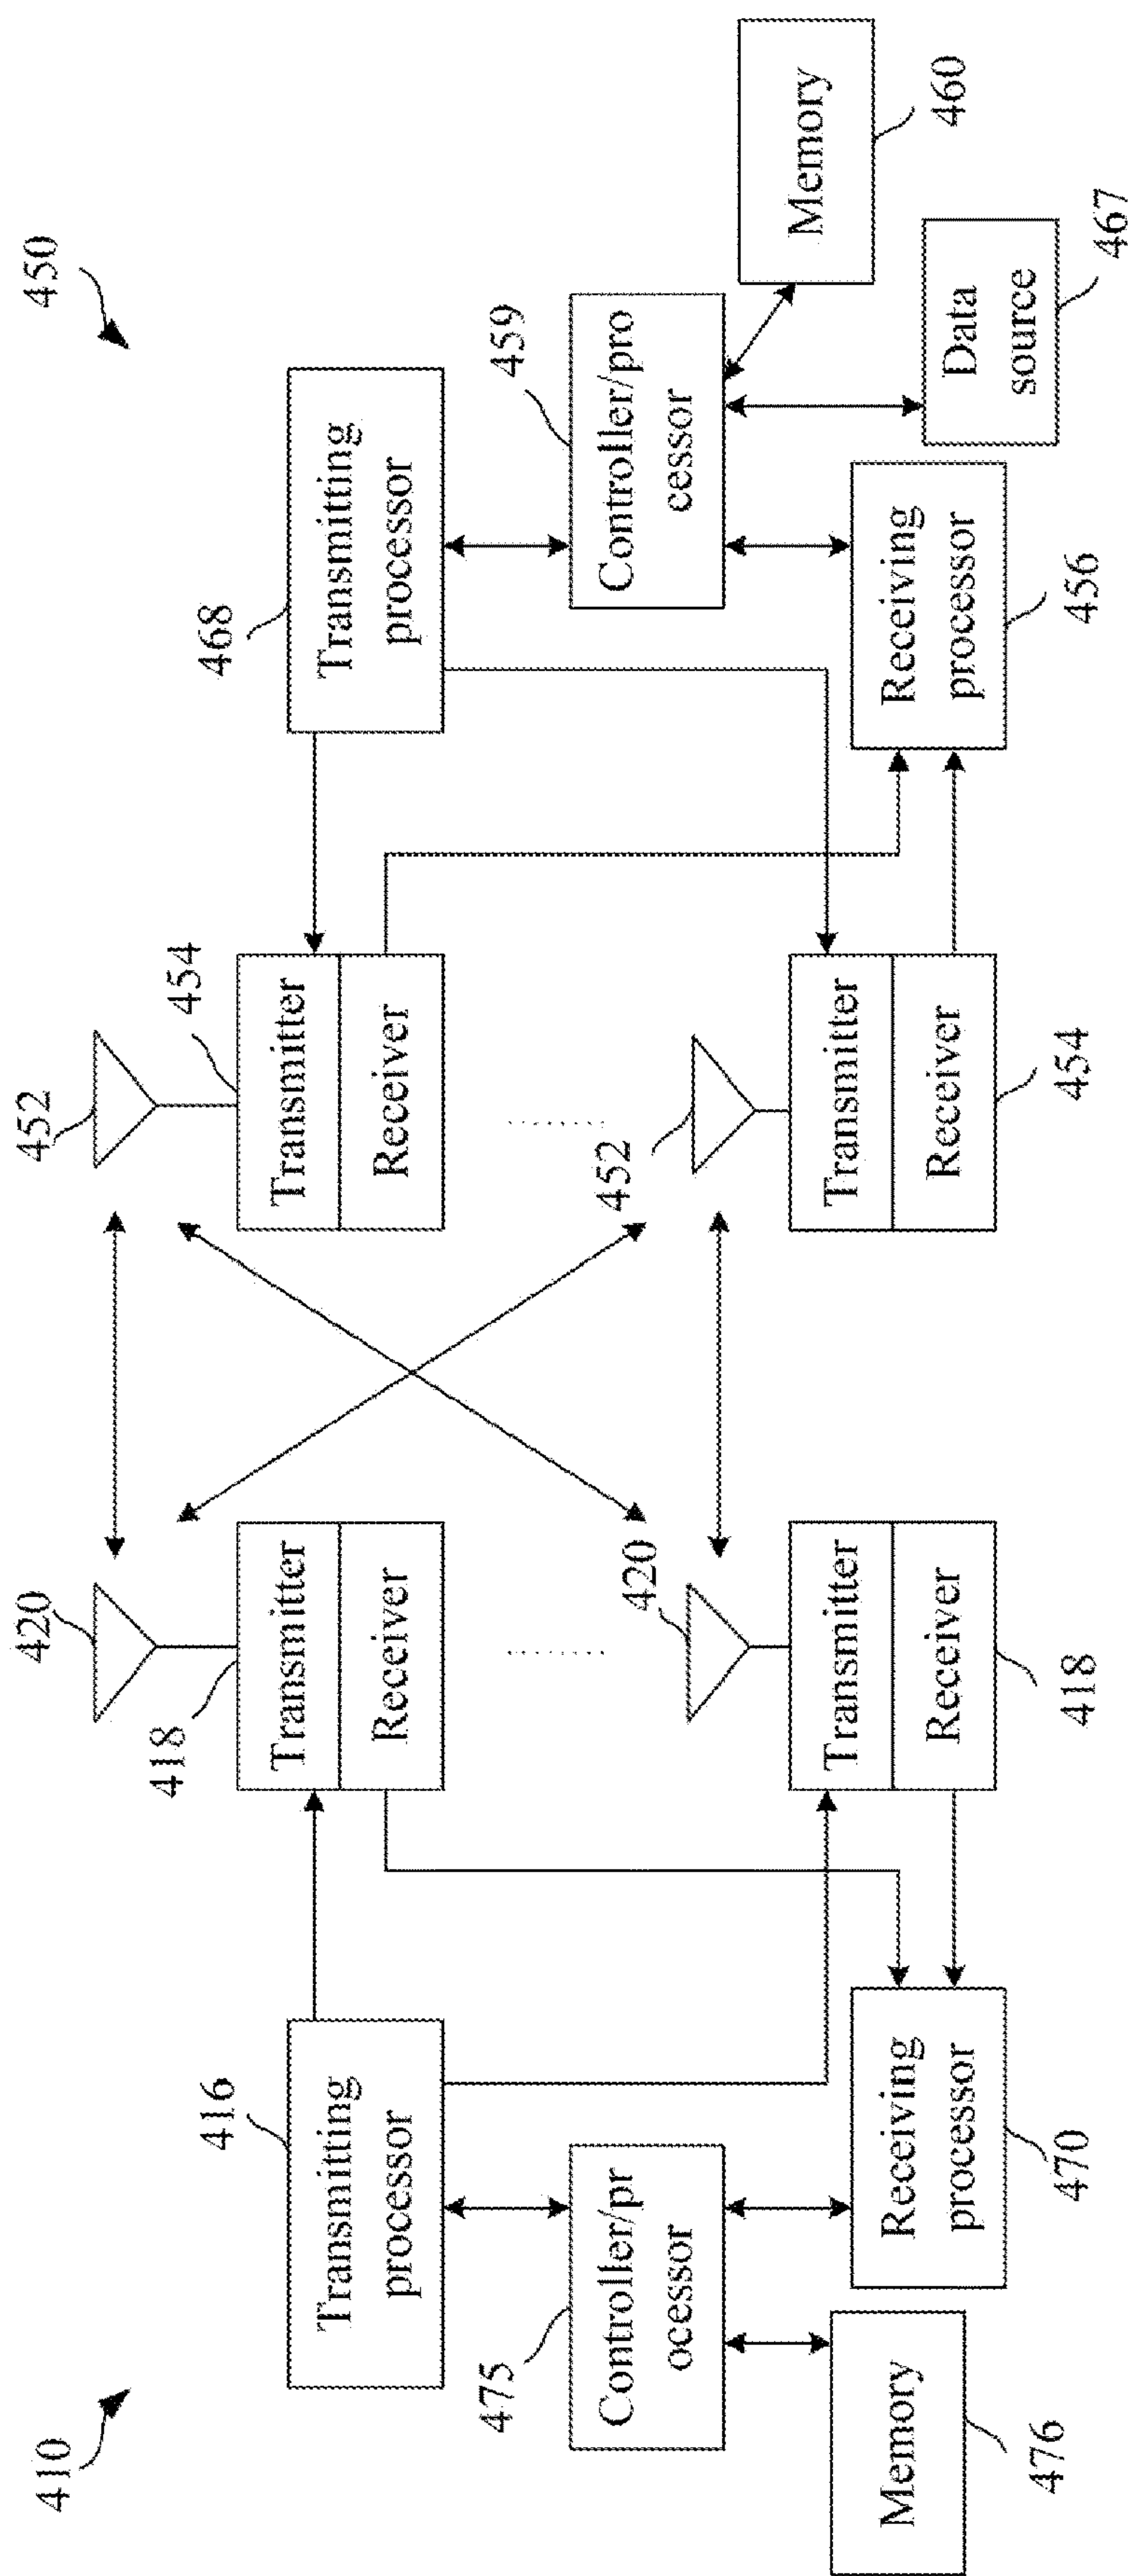 410
450
420
452
416
418
454
468
Transmitting
processor
Transmitter
Receiver
Transmitter
Receiver
Transmitting
processor
475
Controller/pr
ocessor
459
Controller/pro
cessor
420
452
Transmitter
Receiver
418
Transmitter
Receiver
454
Memory
476
Receiving
processor
470
Receiving
processor
456
Data
source
467
Memory
460